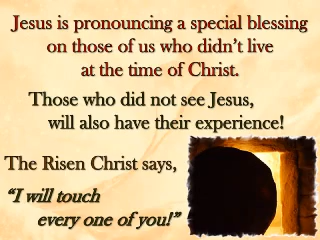 Jesus is pronouncing a special blessing
on those of us who didn’t live
at the time of Christ.
Those who did not see Jesus,
will also have their experience!
The Risen Christ says,
“I will touch
every one of you!”